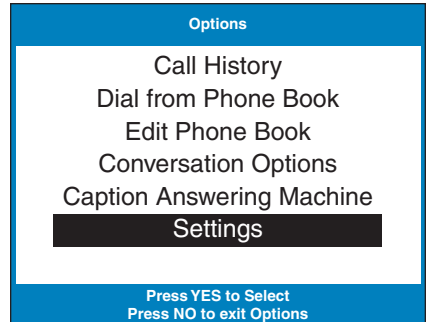 Options
Call History
Dial from Phone Book
Edit Phone Book
Conversation Options
Caption Answering Machine
Settings
Press YES to Select
Press NO to exit Options